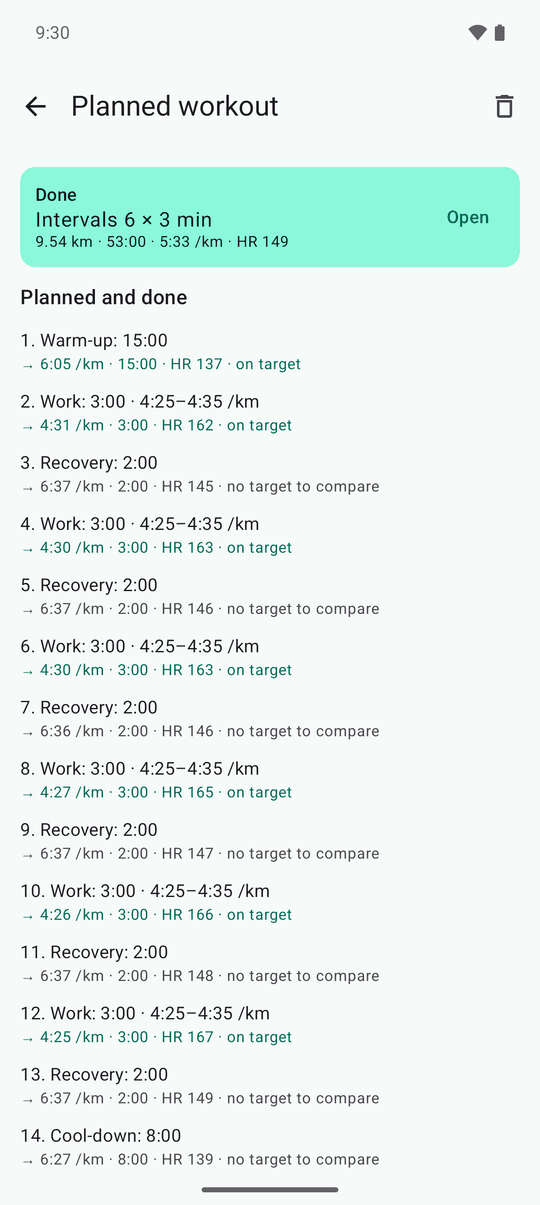 9:30
Planned workout
Done
Intervals 6 × 3 min
9.54 km · 53:00 · 5:33 /km · HR 149
Open
Planned and done
1. Warm-up: 15:00
→ 6:05 /km · 15:00 · HR 137 · on target
2. Work: 3:00 · 4:25–4:35 /km
→ 4:31 /km · 3:00 · HR 162 · on target
3. Recovery: 2:00
→ 6:37 /km · 2:00 · HR 145 · no target to compare
4. Work: 3:00 · 4:25–4:35 /km
→ 4:30 /km · 3:00 · HR 163 · on target
5. Recovery: 2:00
→ 6:37 /km · 2:00 · HR 146 · no target to compare
6. Work: 3:00 · 4:25–4:35 /km
→ 4:30 /km · 3:00 · HR 163 · on target
7. Recovery: 2:00
→ 6:36 /km · 2:00 · HR 146 · no target to compare
8. Work: 3:00 · 4:25–4:35 /km
→ 4:27 /km · 3:00 · HR 165 · on target
9. Recovery: 2:00
→ 6:37 /km · 2:00 · HR 147 · no target to compare
10. Work: 3:00 · 4:25–4:35 /km
→ 4:26 /km · 3:00 · HR 166 · on target
11. Recovery: 2:00
→ 6:37 /km · 2:00 · HR 148 · no target to compare
12. Work: 3:00 · 4:25–4:35 /km
→ 4:25 /km · 3:00 · HR 167 · on target
13. Recovery: 2:00
→ 6:37 /km · 2:00 · HR 149 · no target to compare
14. Cool-down: 8:00
→ 6:27 /km · 8:00 · HR 139 · no target to compare